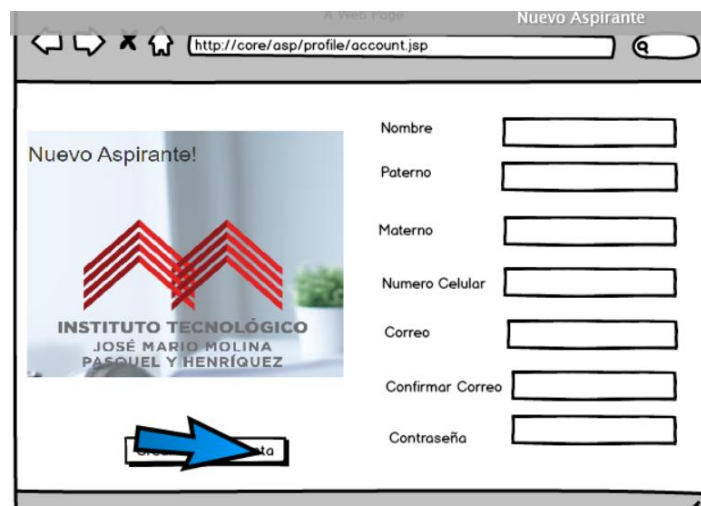 A Web Page
Nuevo Aspirante
http://core/asp/profile/account.jsp
Nuevo Aspirante!
INSTITUTO TECNOLÓGICO
JOSÉ MARIO MOLINA
PASQUEL Y HENRÍQUEZ
Nombre
Paterno
Materno
Numero Celular
Correo
Confirmar Correo
Contraseña